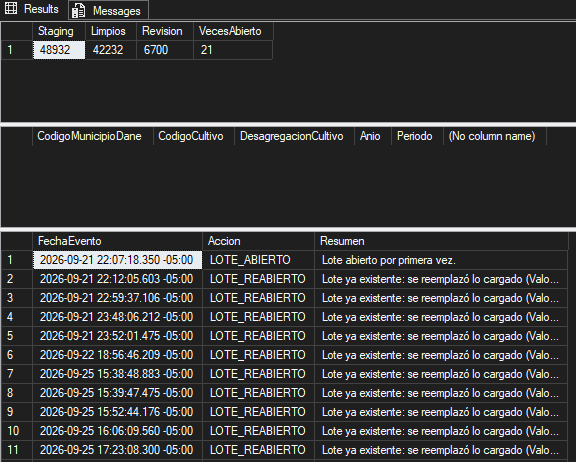 Results Messages
Staging Limpios Revision VecesAbierto
1 48932 42232 6700 21
CodigoMunicipioDane CodigoCultivo DesagregacionCultivo Anio Periodo (No column name)
FechaEvento Accion Resumen
1 2026-09-21 22:07:18.350 -05:00 LOTE_ABIERTO Lote abierto por primera vez.
2 2026-09-21 22:12:05.603 -05:00 LOTE_REABIERTO Lote ya existente: se reemplazó lo cargado (Valo...
3 2026-09-21 22:59:37.106 -05:00 LOTE_REABIERTO Lote ya existente: se reemplazó lo cargado (Valo...
4 2026-09-21 23:48:06.212 -05:00 LOTE_REABIERTO Lote ya existente: se reemplazó lo cargado (Valo...
5 2026-09-21 23:52:01.475 -05:00 LOTE_REABIERTO Lote ya existente: se reemplazó lo cargado (Valo...
6 2026-09-22 18:56:46.209 -05:00 LOTE_REABIERTO Lote ya existente: se reemplazó lo cargado (Valo...
7 2026-09-25 15:38:48.883 -05:00 LOTE_REABIERTO Lote ya existente: se reemplazó lo cargado (Valo...
8 2026-09-25 15:39:47.475 -05:00 LOTE_REABIERTO Lote ya existente: se reemplazó lo cargado (Valo...
9 2026-09-25 15:52:44.176 -05:00 LOTE_REABIERTO Lote ya existente: se reemplazó lo cargado (Valo...
10 2026-09-25 16:06:09.560 -05:00 LOTE_REABIERTO Lote ya existente: se reemplazó lo cargado (Valo...
11 2026-09-25 17:23:08.300 -05:00 LOTE_REABIERTO Lote ya existente: se reemplazó lo cargado (Valo...